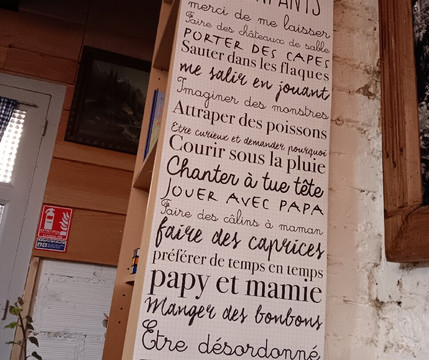 ENFANTS
merci de me laisser
Faire des châteaux de sable
PORTER DES CAPES
Sauter dans les flaques
me salir en jouant
Imaginer des monstres
Attraper des poissons
Etre curieux et demander pourquoi
Courir sous la pluie
Chanter à tue tête
JOUER AVEC PAPA
Faire des câlins à maman
faire des caprices
préférer de temps en temps
papy et mamie
Manger des bonbons
Etre désordonné